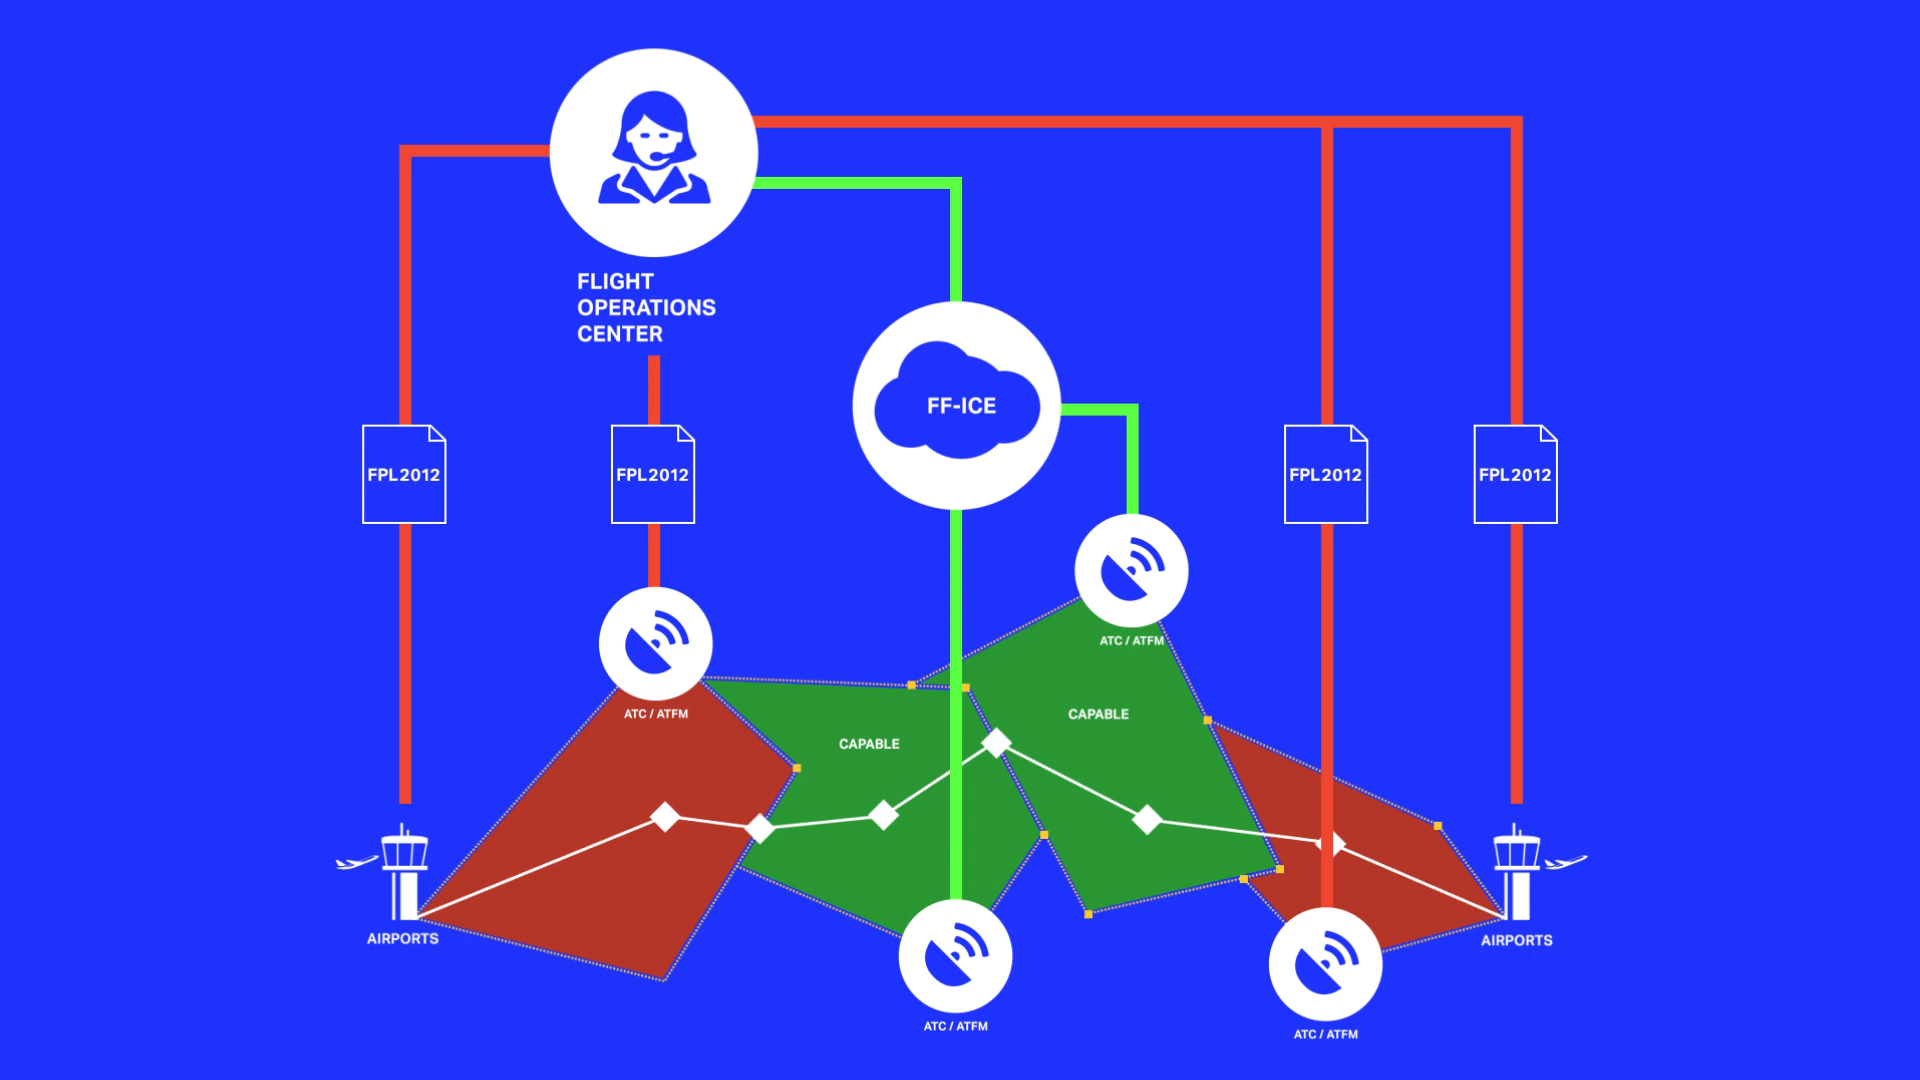 FLIGHT
OPERATIONS
CENTER
FF-ICE
FPL2012
FPL2012
FPL2012
FPL2012
ATC / ATFM
ATC / ATFM
CAPABLE
CAPABLE
AIRPORTS
AIRPORTS
ATC / ATFM
ATC / ATFM